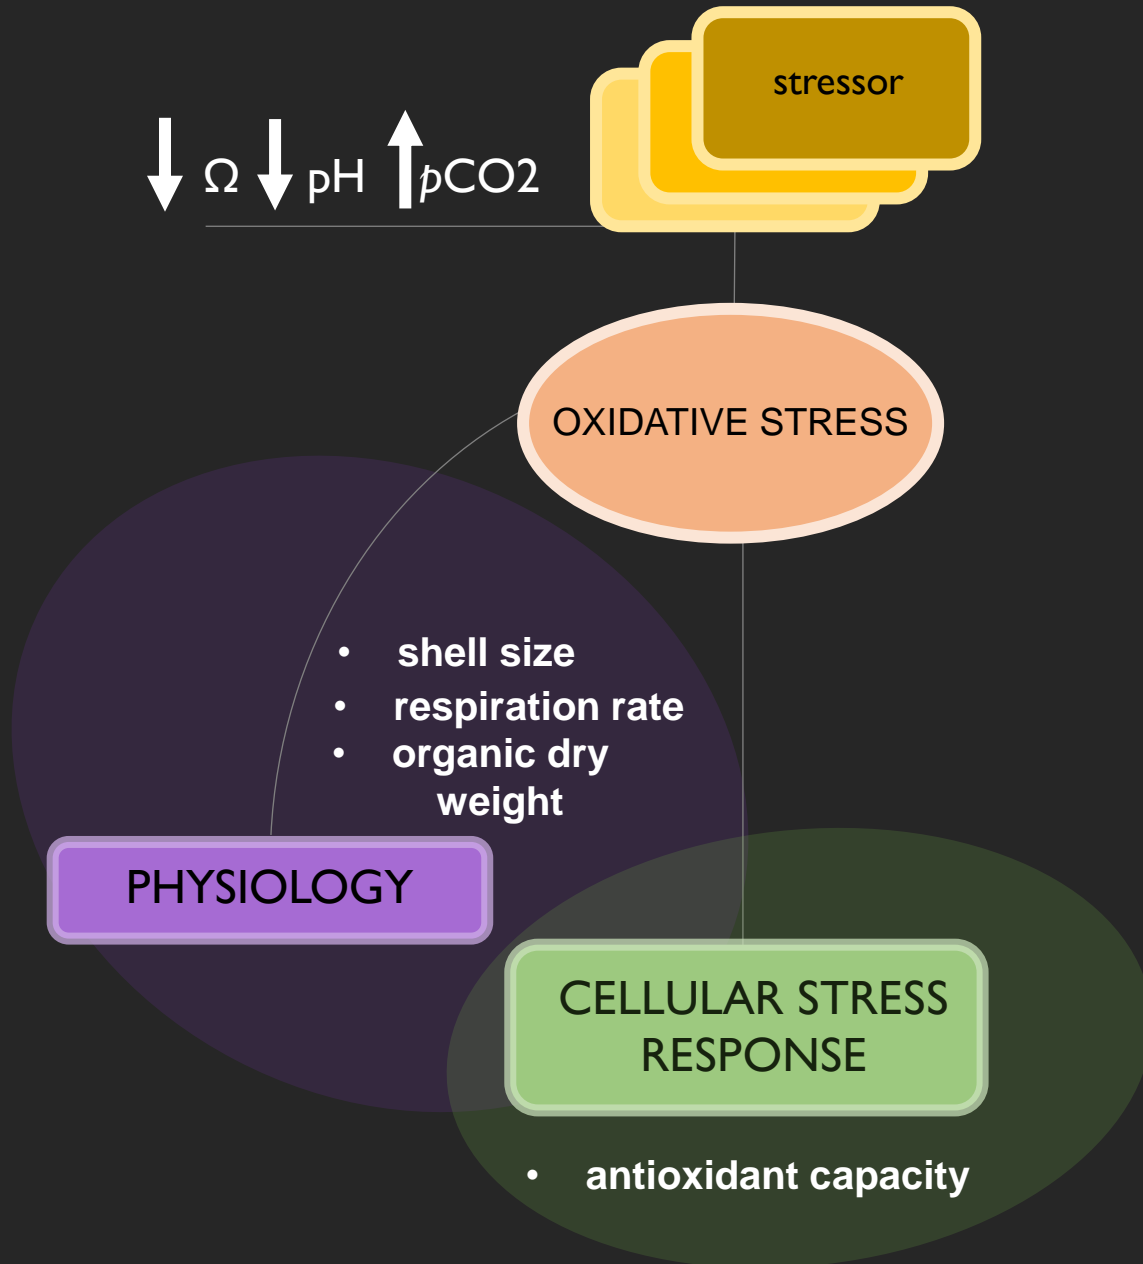 stressor
Ω pH pCO2
OXIDATIVE STRESS
• shell size
• respiration rate
• organic dry
weight
PHYSIOLOGY
CELLULAR STRESS
RESPONSE
• antioxidant capacity